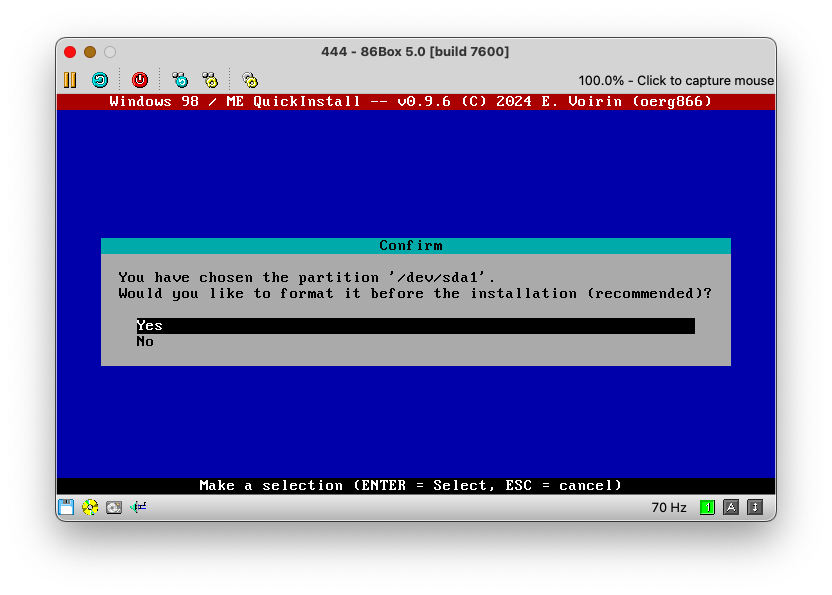 444 - 86Box 5.0 [build 7600]
100.0% - Click to capture mouse
Windows 98 / ME QuickInstall -- v0.9.6 (C) 2024 E. Voirin (oerg866)
Confirm
You have chosen the partition '/dev/sda1'.
Would you like to format it before the installation (recommended)?
Yes
No
Make a selection (ENTER = Select, ESC = cancel)
70 Hz
1
A